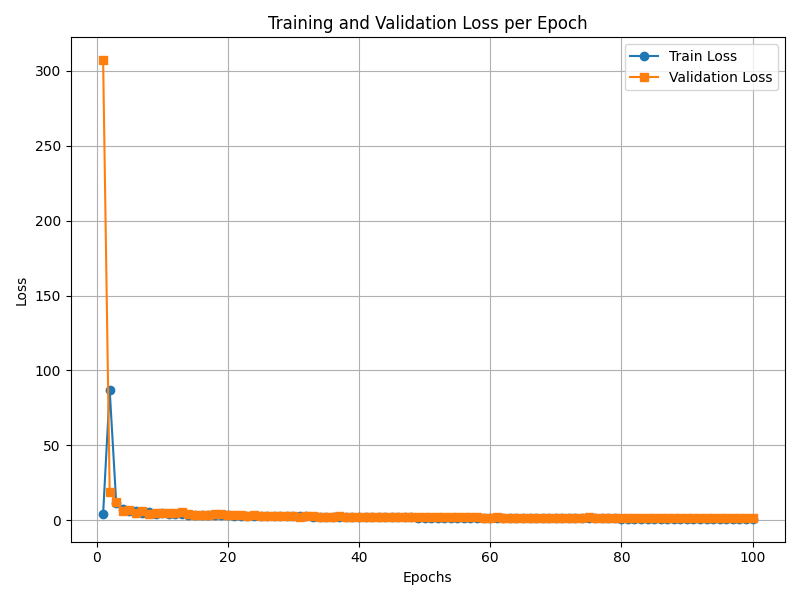 Training and Validation Loss per Epoch
Train Loss
Validation Loss
300
250
200
150
100
50
0
Loss
0 20 40 60 80 100
Epochs